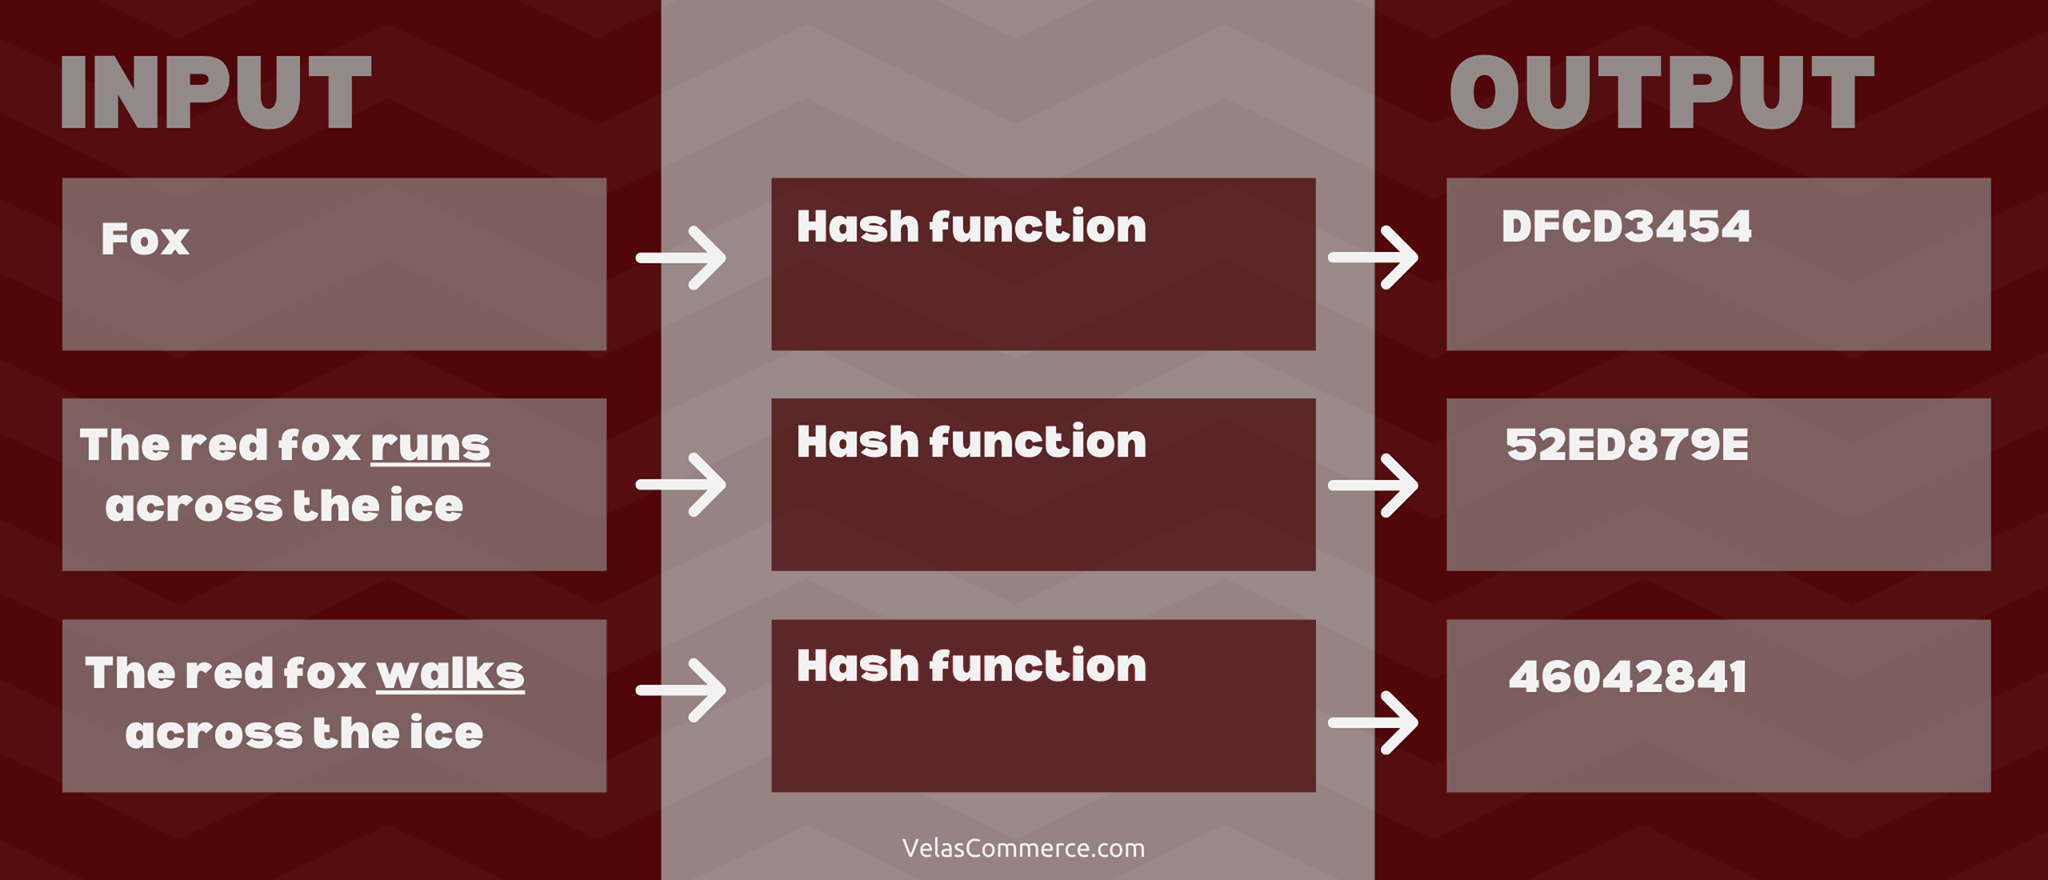 INPUT
OUTPUT
Fox
Hash function
DFCD3454
The red fox runs
across the ice
Hash function
52ED879E
The red fox walks
across the ice
Hash function
46042841
VelasCommerce.com